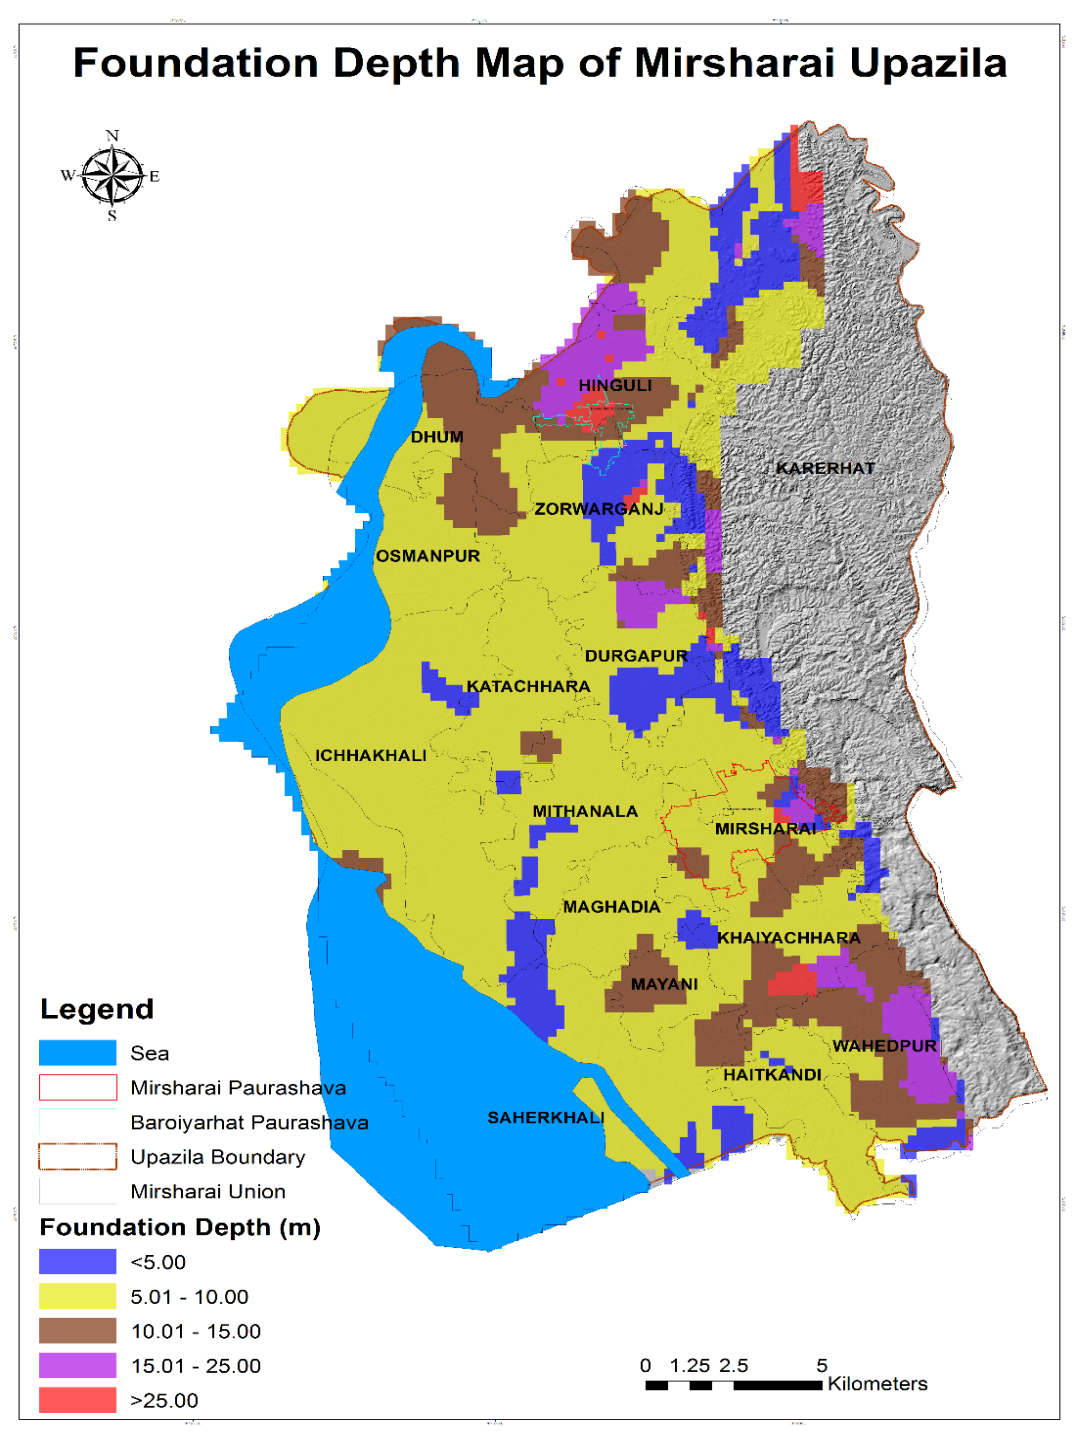 Foundation Depth Map of Mirsharai Upazila
N
W E
S
HINGULI
DHUM
KARERHAT
ZORWARGANJ
OSMANPUR
DURGAPUR
KATACHHARA
ICHHAKHALI
MITHANALA
MIRSHARAI
MAGHADIA
KHAIYACHHARA
MAYANI
WAHEDPUR
HAITKANDI
SAHERKHALI
Legend
Sea
Mirsharai Paurashava
Baroiyarhat Paurashava
Upazila Boundary
Mirsharai Union
Foundation Depth (m)
<5.00
5.01 - 10.00
10.01 - 15.00
15.01 - 25.00
>25.00
0 1.25 2.5 5
Kilometers